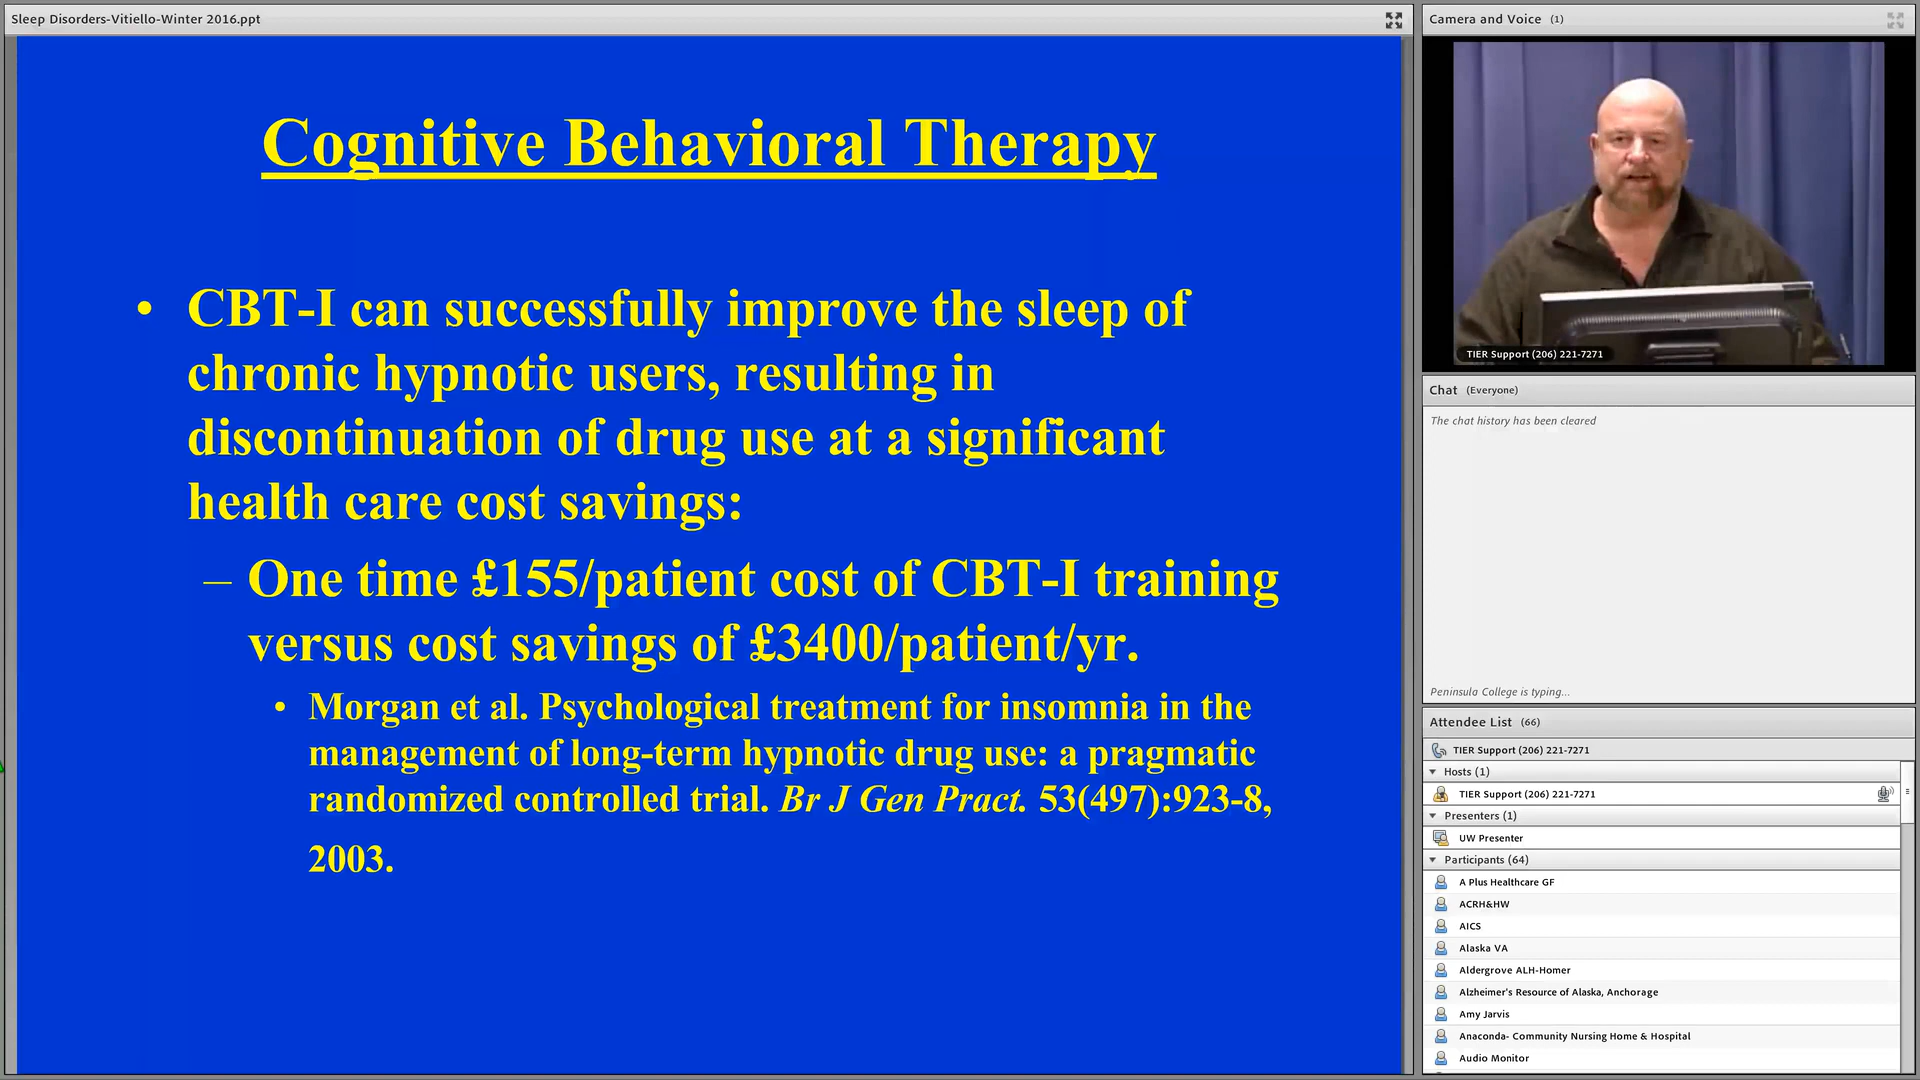 Sleep Disorders-Vitiello-Winter 2016.ppt
Cognitive Behavioral Therapy
• CBT-I can successfully improve the sleep of
chronic hypnotic users, resulting in
discontinuation of drug use at a significant
health care cost savings:
– One time £155/patient cost of CBT-I training
versus cost savings of £3400/patient/yr.
• Morgan et al. Psychological treatment for insomnia in the
management of long-term hypnotic drug use: a pragmatic
randomized controlled trial. Br J Gen Pract. 53(497):923-8,
2003.
Camera and Voice (1)
TIER Support (206) 221-7271
Chat (Everyone)
The chat history has been cleared
Peninsula College is typing...
Attendee List (66)
TIER Support (206) 221-7271
Hosts (1)
TIER Support (206) 221-7271
Presenters (1)
UW Presenter
Participants (64)
A Plus Healthcare GF
ACRH&HW
AICS
Alaska VA
Aldergrove ALH-Homer
Alzheimer's Resource of Alaska, Anchorage
Amy Jarvis
Anaconda- Community Nursing Home & Hospital
Audio Monitor